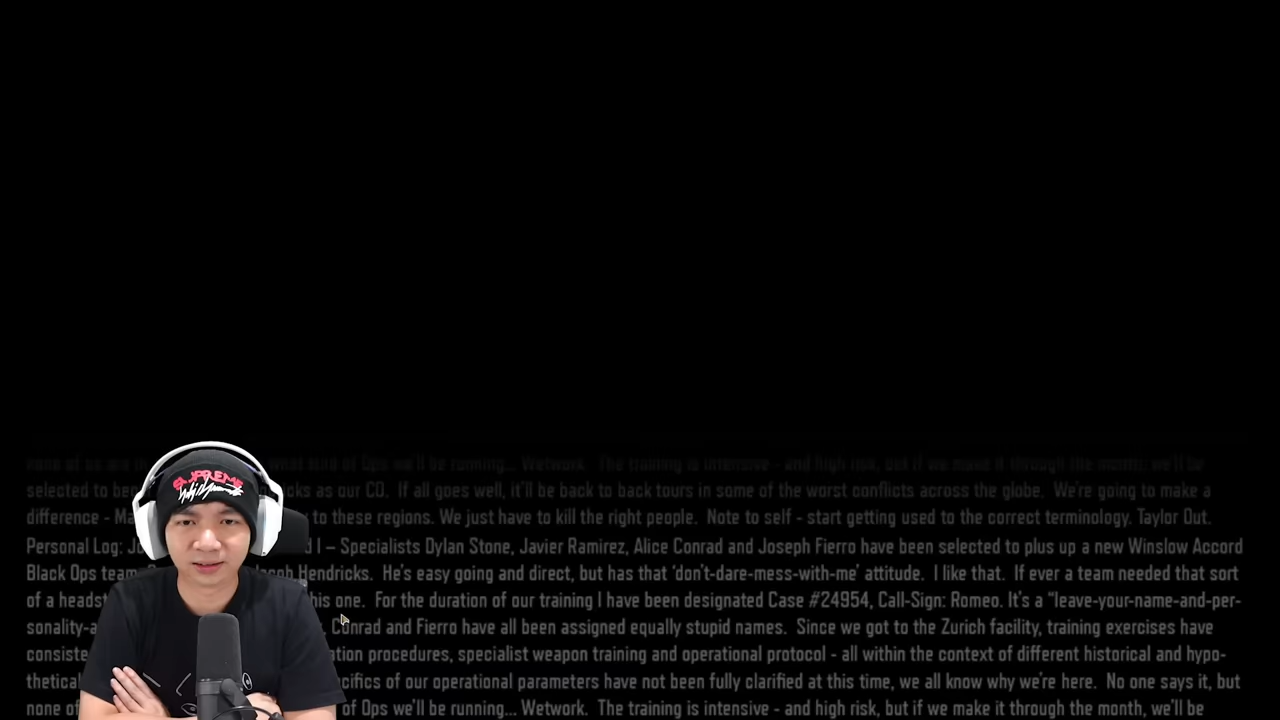 none of us are what kind of Ops we'll be running... Wetwork. The training is intensive - and high risk, but if we make it through the month, we'll be
selected to ks as our CO. If all goes well, it'll be back to back tours in some of the worst conflicts across the globe. We're going to make a
difference - to these regions. We just have to kill the right people. Note to self - start getting used to the correct terminology. Taylor Out.
Personal Log: d I – Specialists Dylan Stone, Javier Ramirez, Alice Conrad and Joseph Fierro have been selected to plus up a new Winslow Accord
Black Ops team Hendricks. He's easy going and direct, but has that 'don't-dare-mess-with-me' attitude. I like that. If ever a team needed that sort
of a headst his one. For the duration of our training I have been designated Case #24954, Call-Sign: Romeo. It's a "leave-your-name-and-per-
sonality-a Conrad and Fierro have all been assigned equally stupid names. Since we got to the Zurich facility, training exercises have
consiste ation procedures, specialist weapon training and operational protocol - all within the context of different historical and hypo-
thetical cifics of our operational parameters have not been fully clarified at this time, we all know why we're here. No one says it, but
none of of Ops we'll be running... Wetwork. The training is intensive - and high risk, but if we make it through the month, we'll be
SUPREME